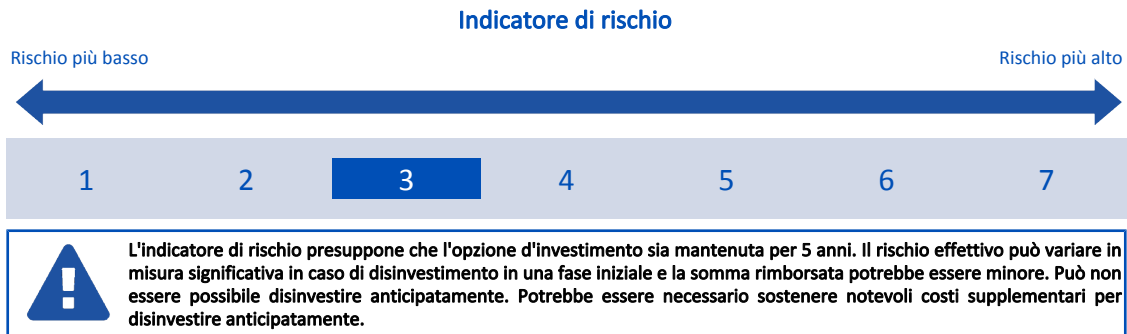 Indicatore di rischio
Rischio più basso Rischio più alto
1 2 3 4 5 6 7
L'indicatore di rischio presuppone che l'opzione d'investimento sia mantenuta per 5 anni. Il rischio effettivo può variare in
misura significativa in caso di disinvestimento in una fase iniziale e la somma rimborsata potrebbe essere minore. Può non
essere possibile disinvestire anticipatamente. Potrebbe essere necessario sostenere notevoli costi supplementari per
disinvestire anticipatamente.